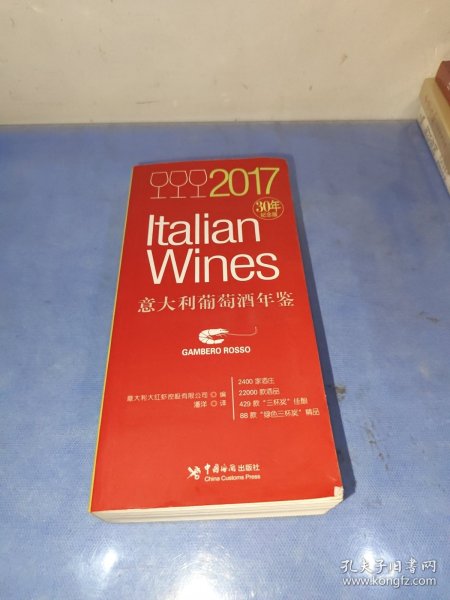 2017
30年
纪念版
Italian
Wines
意大利葡萄酒年鉴
GAMBERO ROSSO
意大利大红虾控股有限公司 编
潘洋 译
2400 家酒庄
22000 款酒品
429 款“三杯奖”佳酿
88 款“绿色三杯奖”精品
中国海关出版社
China Customs Press
孔夫子旧书网
www.kongfz.com